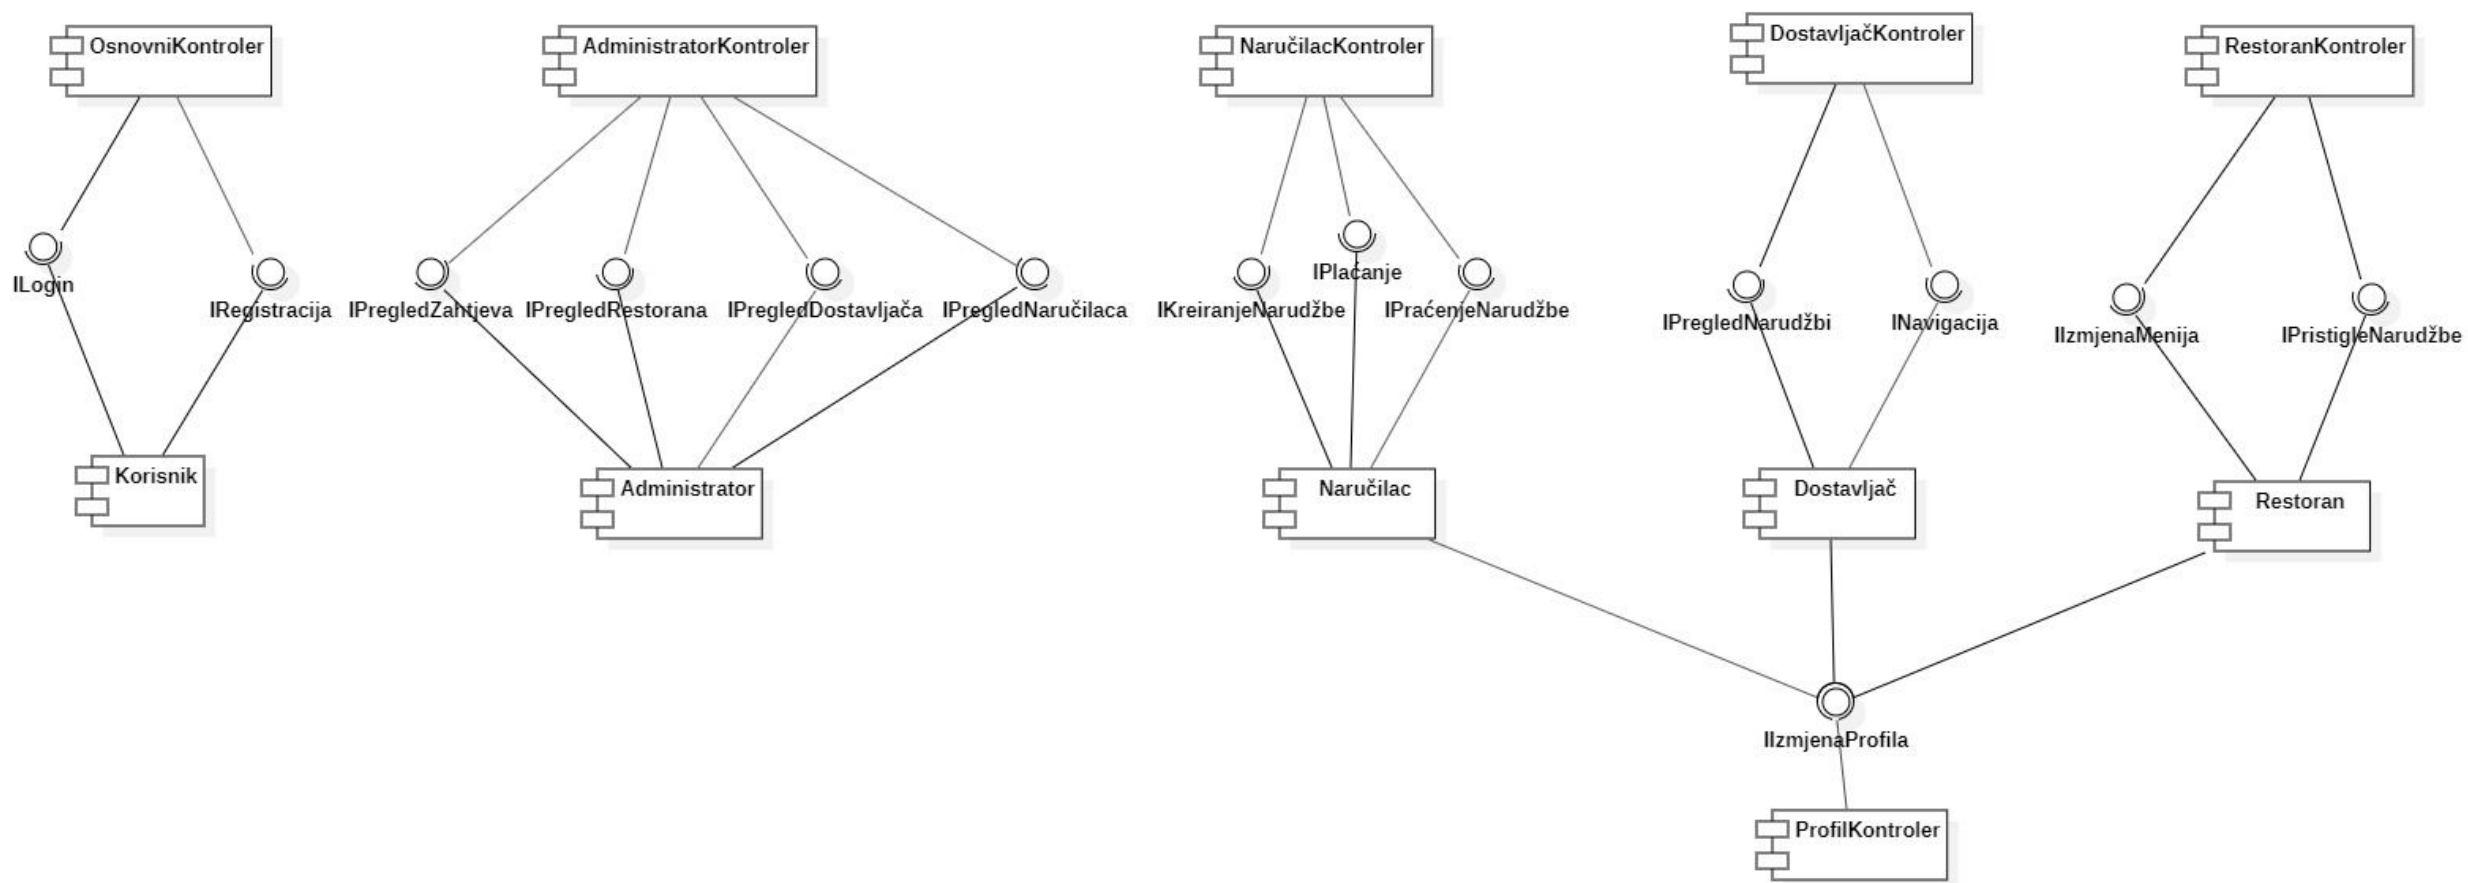 OsnovniKontroler
AdministratorKontroler
NaručilacKontroler
DostavljačKontroler
RestoranKontroler
ILogin
IRegistracija
IPregledZahtjeva
IPregledRestorana
IPregledDostavljača
IPregledNaručilaca
IKreiranjeNarudžbe
IPlaćanje
IPraćenjeNarudžbe
IPregledNarudžbi
INavigacija
IIzmjenaMenija
IPristigleNarudžbe
Korisnik
Administrator
Naručilac
Dostavljač
Restoran
IIzmjenaProfila
ProfilKontroler